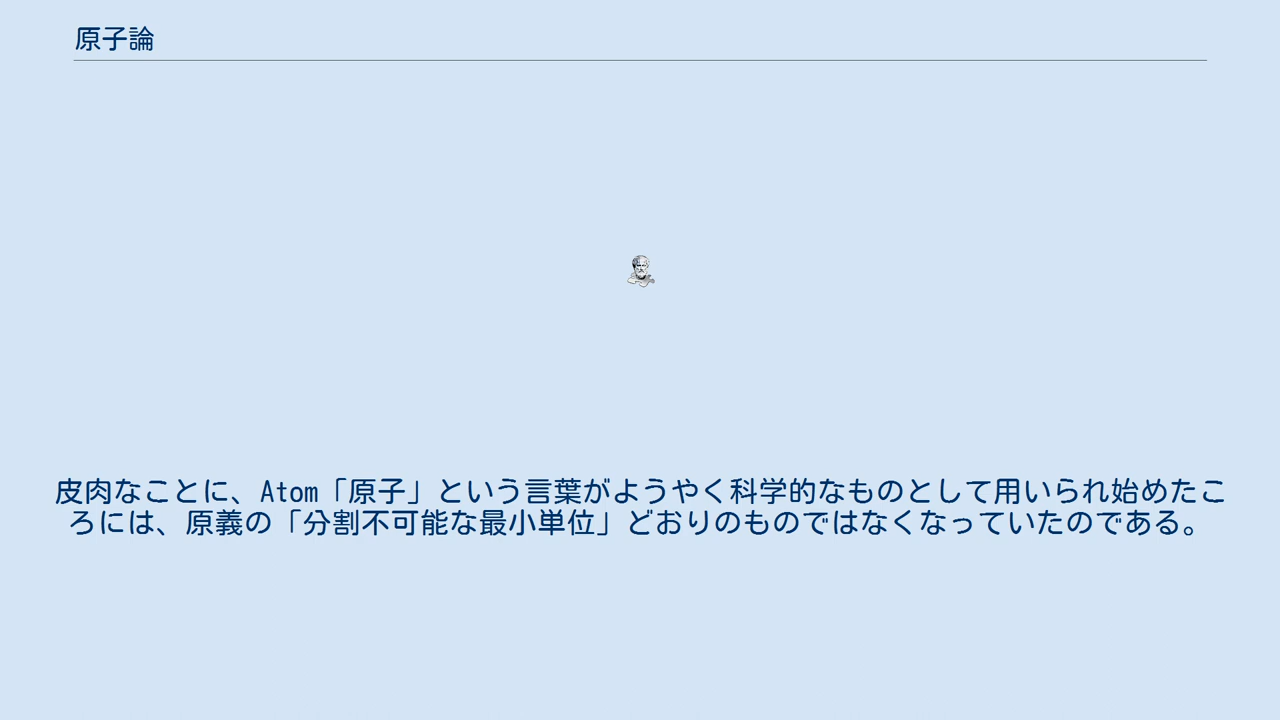 原子論
皮肉なことに、Atom「原子」という言葉がようやく科学的なものとして用いられ始めたこ
ろには、原義の「分割不可能な最小単位」どおりのものではなくなっていたのである。